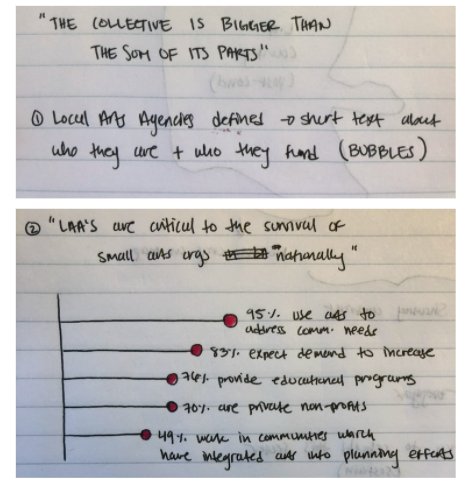 "THE COLLECTIVE IS BIGGER THAN
THE SUM OF ITS PARTS"
① Local Arts Agencies defined → short text about
who they are + who they fund (BUBBLES)
② "LAA'S are critical to the survival of
small arts orgs nationally"
95% use arts to
address comm. needs
83% expect demand to increase
76% provide educational programs
70% are private non-profits
49% work in communities which
have integrated arts into planning efforts